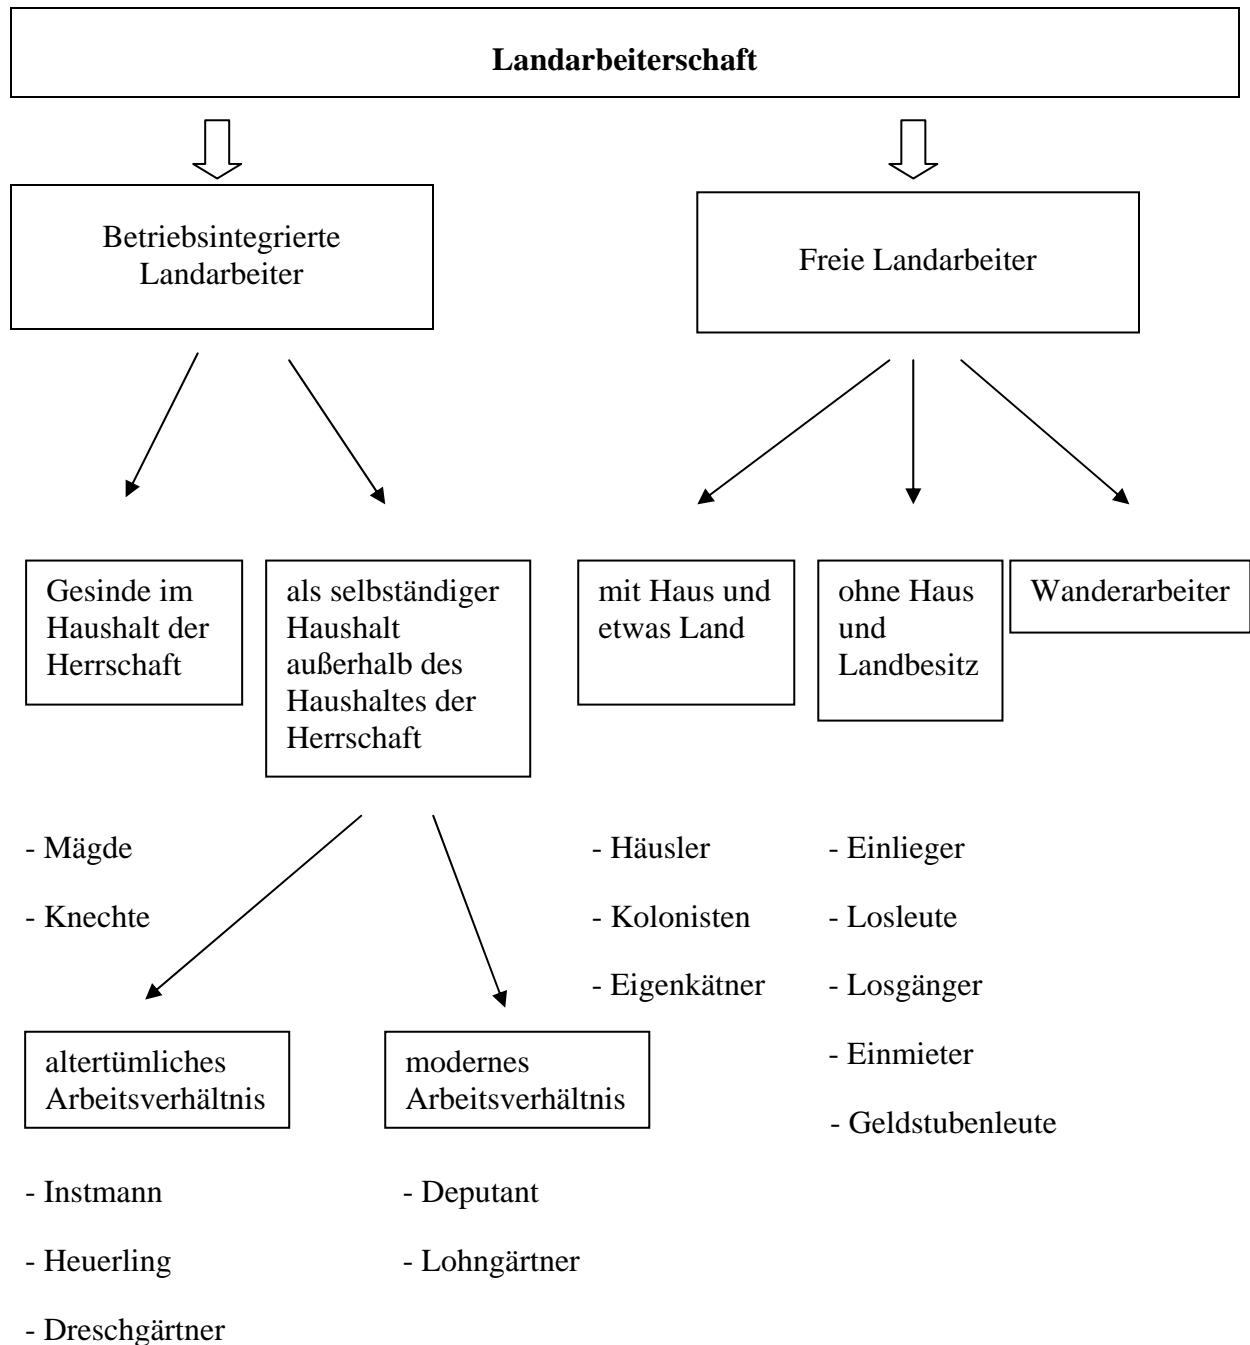 Landarbeiterschaft
Betriebsintegrierte
Landarbeiter
Freie Landarbeiter
Gesinde im
Haushalt der
Herrschaft
als selbständiger
Haushalt
außerhalb des
Haushaltes der
Herrschaft
mit Haus und
etwas Land
ohne Haus
und
Landbesitz
Wanderarbeiter
- Mägde
- Knechte
- Häusler
- Kolonisten
- Eigenkätner
- Einlieger
- Losleute
- Losgänger
- Einmieter
- Geldstubenleute
altertümliches
Arbeitsverhältnis
modernes
Arbeitsverhältnis
- Instmann
- Heuerling
- Dreschgärtner
- Deputant
- Lohngärtner